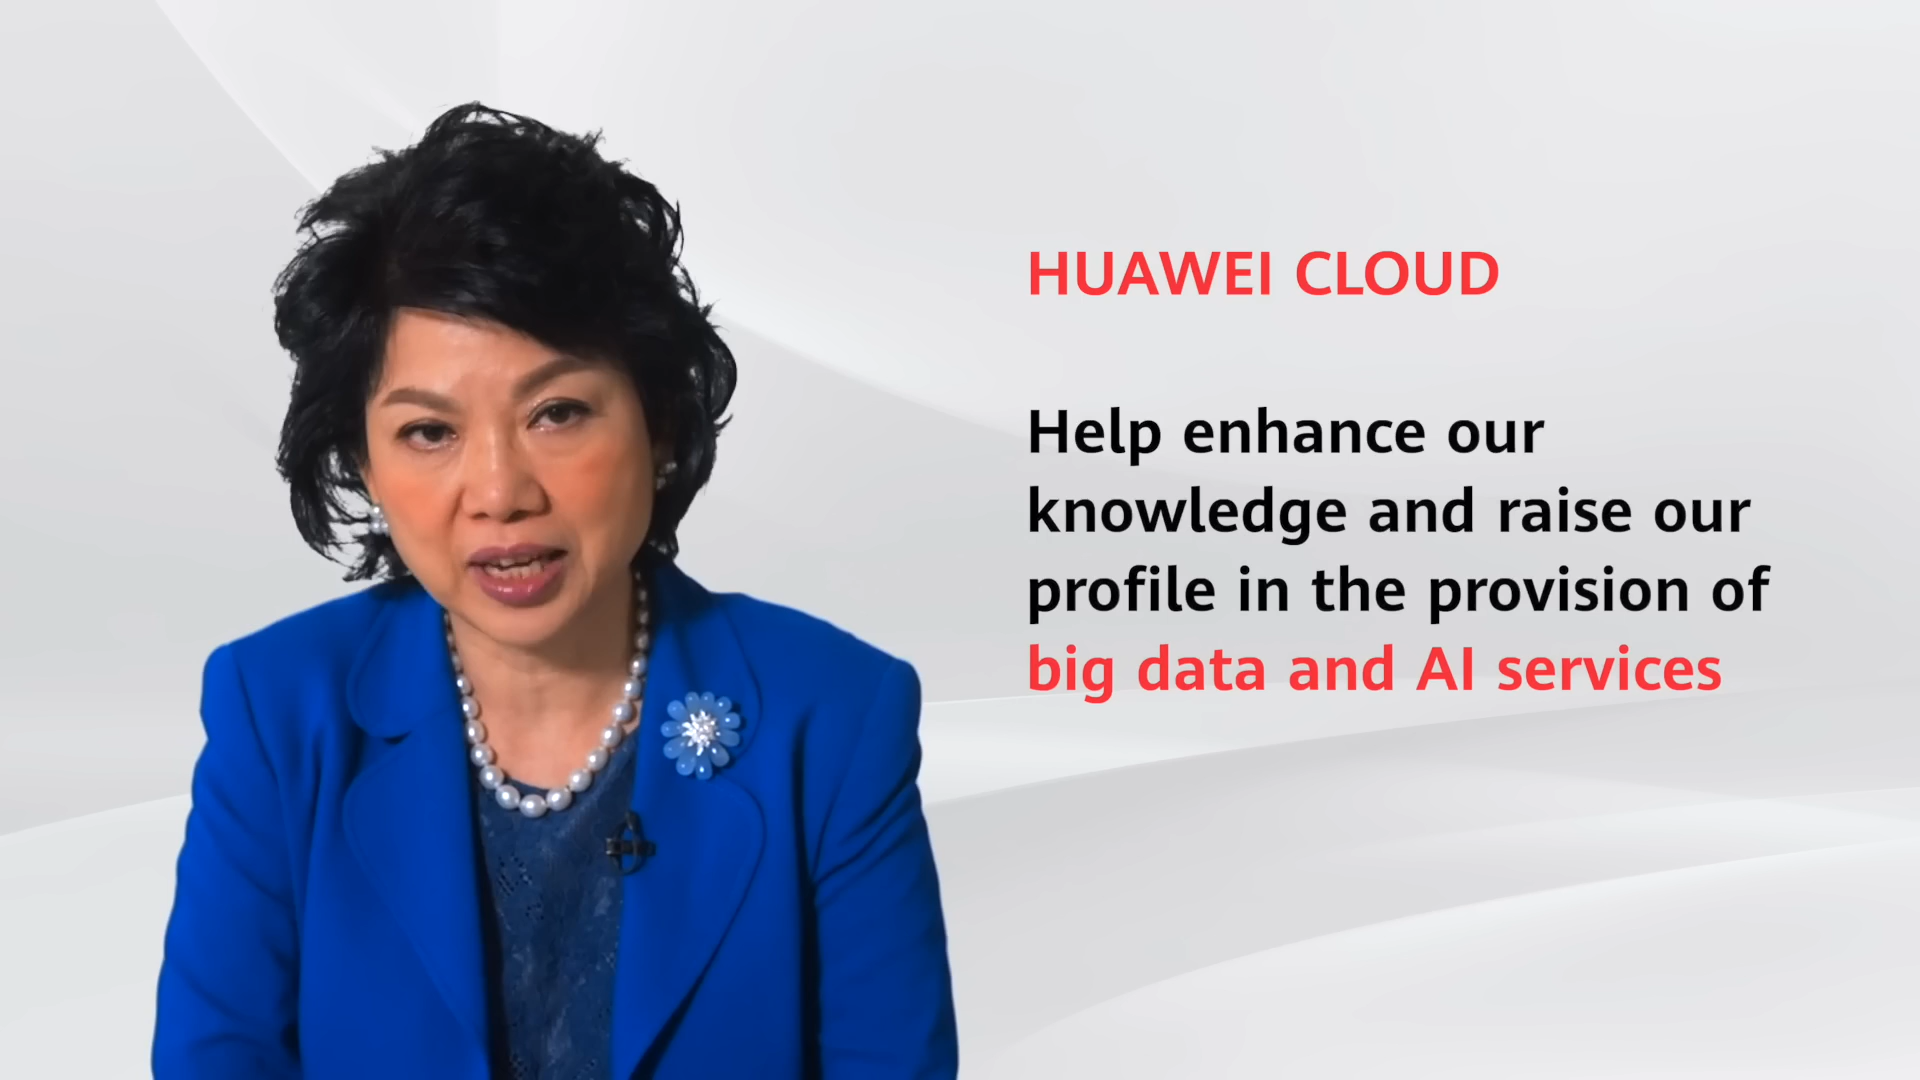 HUAWEI CLOUD
Help enhance our
knowledge and raise our
profile in the provision of
big data and AI services